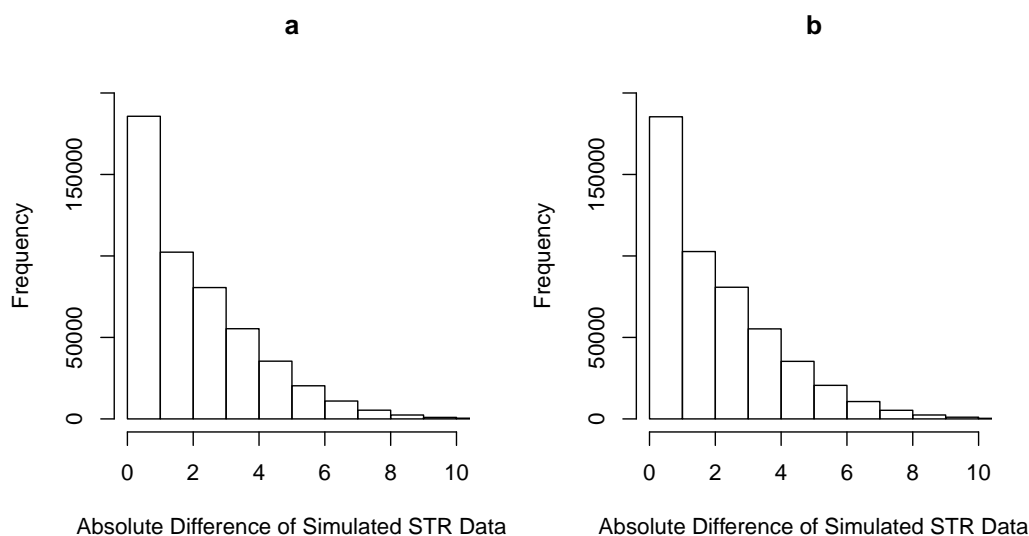 a
Frequency
0
50000
150000
0 2 4 6 8 10
Absolute Difference of Simulated STR Data
b
Frequency
0
50000
150000
0 2 4 6 8 10
Absolute Difference of Simulated STR Data